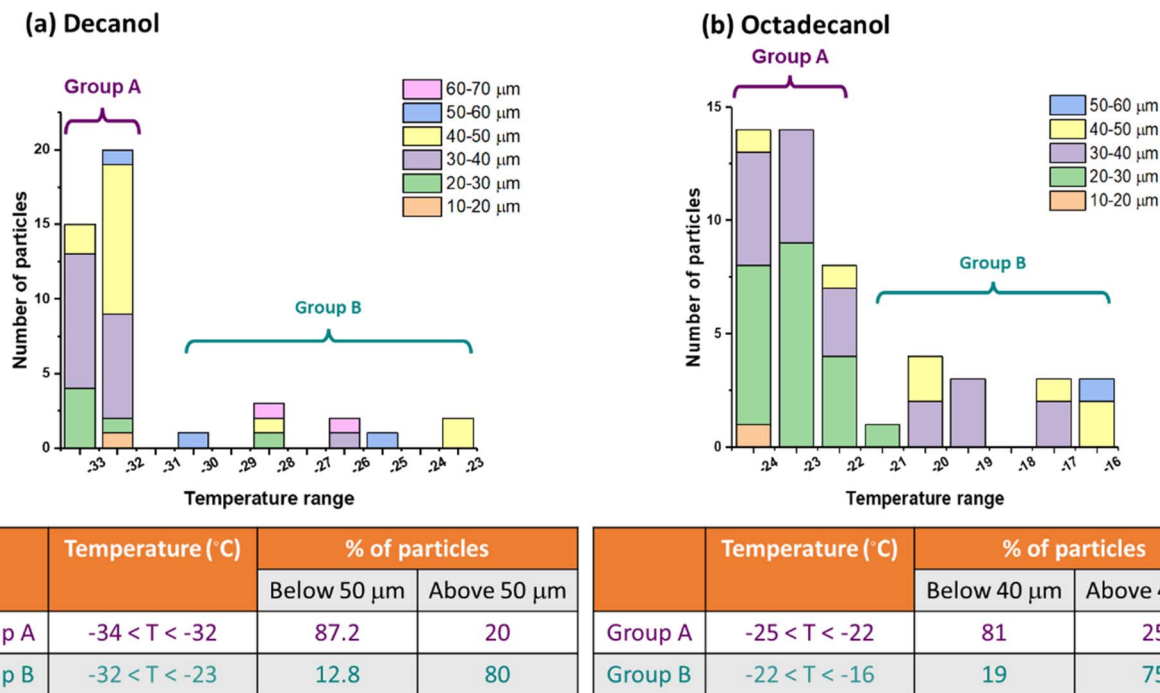 (a) Decanol
Group A
60-70 μm
50-60 μm
40-50 μm
30-40 μm
20-30 μm
10-20 μm
Number of particles
20
15
10
5
0
Group B
-33 -32 -31 -30 -29 -28 -27 -26 -25 -24 -23
Temperature range
(b) Octadecanol
Group A
50-60 μm
40-50 μm
30-40 μm
20-30 μm
10-20 μm
Number of particles
15
10
5
0
Group B
-24 -23 -22 -21 -20 -19 -18 -17 -16
Temperature range
Temperature (°C) % of particles
Below 50 μm Above 50 μm
p A -34 < T < -32 87.2 20
p B -32 < T < -23 12.8 80
Temperature (°C) % of particles
Below 40 μm Above
Group A -25 < T < -22 81 25
Group B -22 < T < -16 19 75